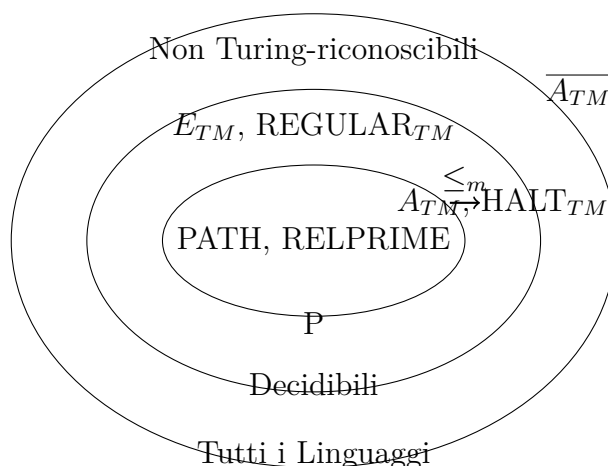 Non Turing-riconoscibili
$\overline{A_{TM}}$
$E_{TM}$, REGULAR$_{TM}$
$\leq_m$
$A_{TM}$, HALT$_{TM}$
PATH, RELPRIME
P
Decidibili
Tutti i Linguaggi